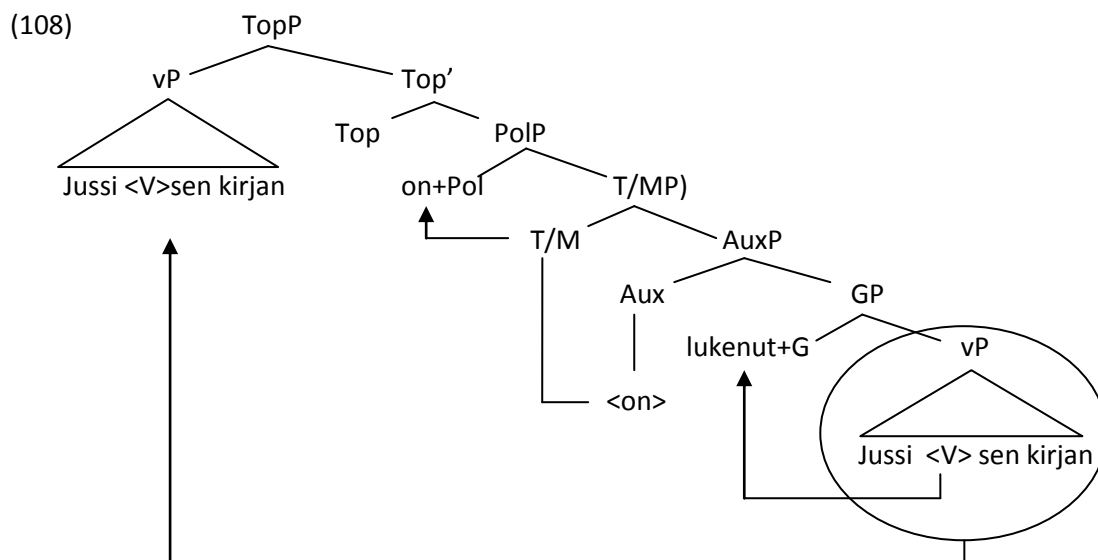 (108) TopP
vP Top’
Top PolP
Jussi <V>sen kirjan on+Pol T/MP)
T/M AuxP
Aux GP
lukenut+G vP
<on>
Jussi <V> sen kirjan